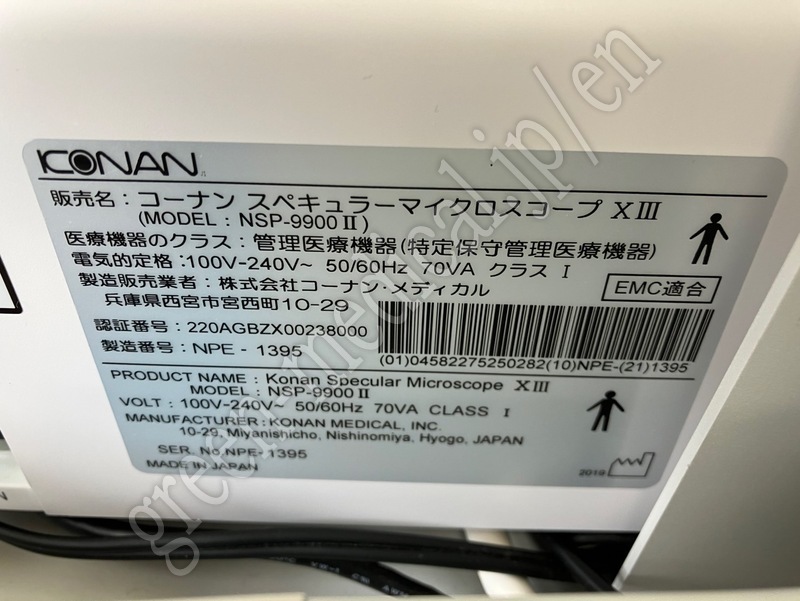 KONAN
販売名：コーナン スペキュラーマイクロスコープ XIII
(MODEL : NSP-9900 II)
医療機器のクラス：管理医療機器(特定保守管理医療機器)
電気的定格：100V-240V~ 50/60Hz 70VA クラス I
製造販売業者：株式会社コーナン・メディカル
兵庫県西宮市宮西町10-29
EMC適合
認証番号：220AGBZX00238000
製造番号：NPE - 1395
(01)04582275250282(10)NPE-(21)1395
PRODUCT NAME : Konan Specular Microscope XIII
MODEL : NSP-9900 II
VOLT : 100V-240V~ 50/60Hz 70VA CLASS I
MANUFACTURER : KONAN MEDICAL, INC.
10-29, Miyanishicho, Nishinomiya, Hyogo, JAPAN
SER. No. NPE- 1395
MADE IN JAPAN
2019
N
green-medical.jp/en